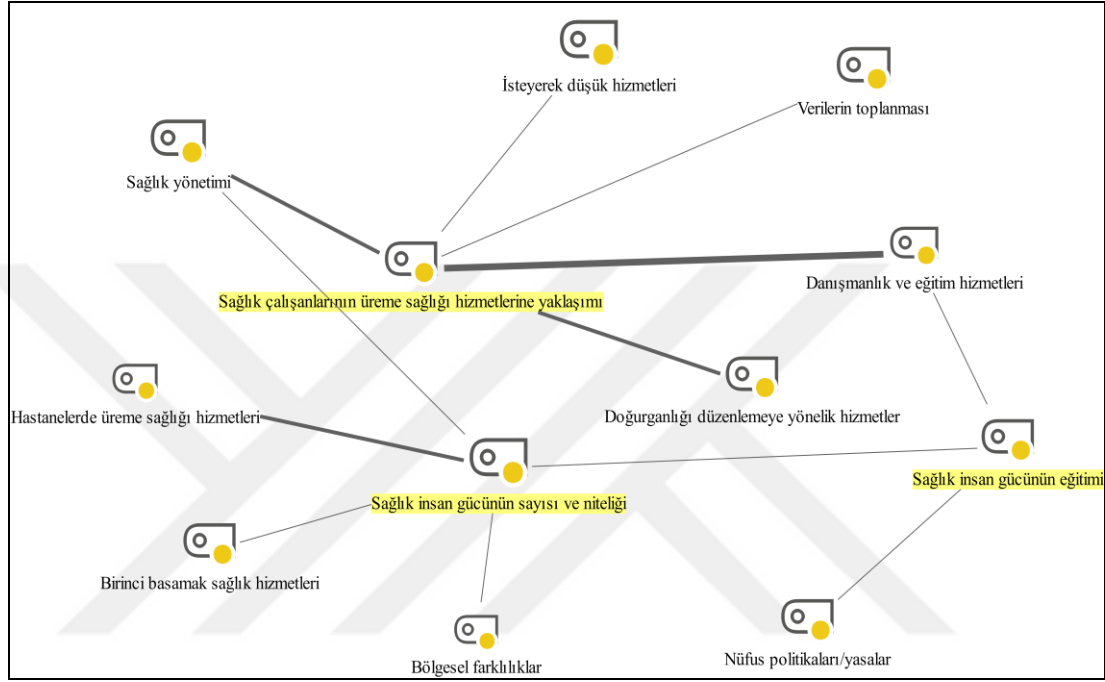 İsteyerek düşük hizmetleri
Verilerin toplanması
Sağlık yönetimi
Danışmanlık ve eğitim hizmetleri
Sağlık çalışanlarının üreme sağlığı hizmetlerine yaklaşımı
Hastanelerde üreme sağlığı hizmetleri
Doğurganlığı düzenlemeye yönelik hizmetler
Sağlık insan gücünün eğitimi
Sağlık insan gücünün sayısı ve niteliği
Birinci basamak sağlık hizmetleri
Nüfus politikaları/yasalar
Bölgesel farklılıklar